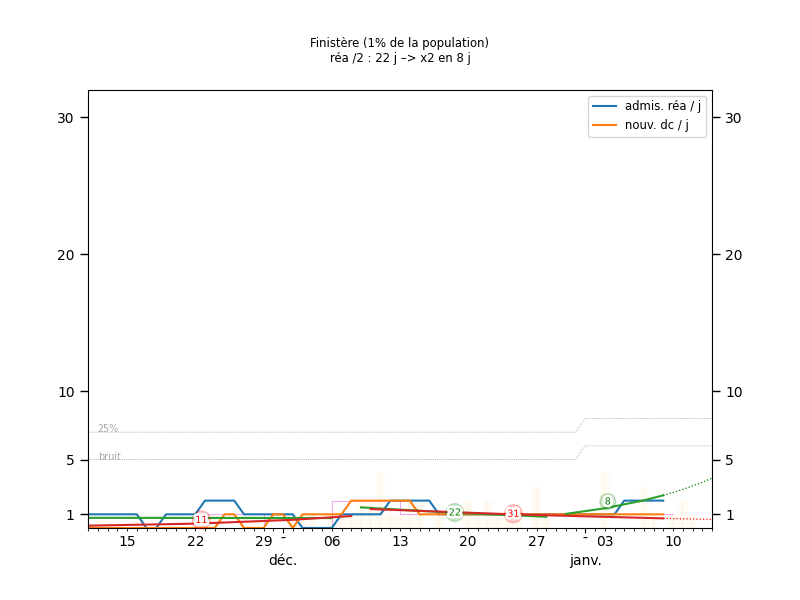 Finistère (1% de la population)
réa /2 : 22 j –> x2 en 8 j
admis. réa / j
nouv. dc / j
30 30
20 20
10 10
25%
5 5
bruit
1 1
11 22 31 8
15 22 29 - 06 13 20 27 - 03 10
déc. janv.